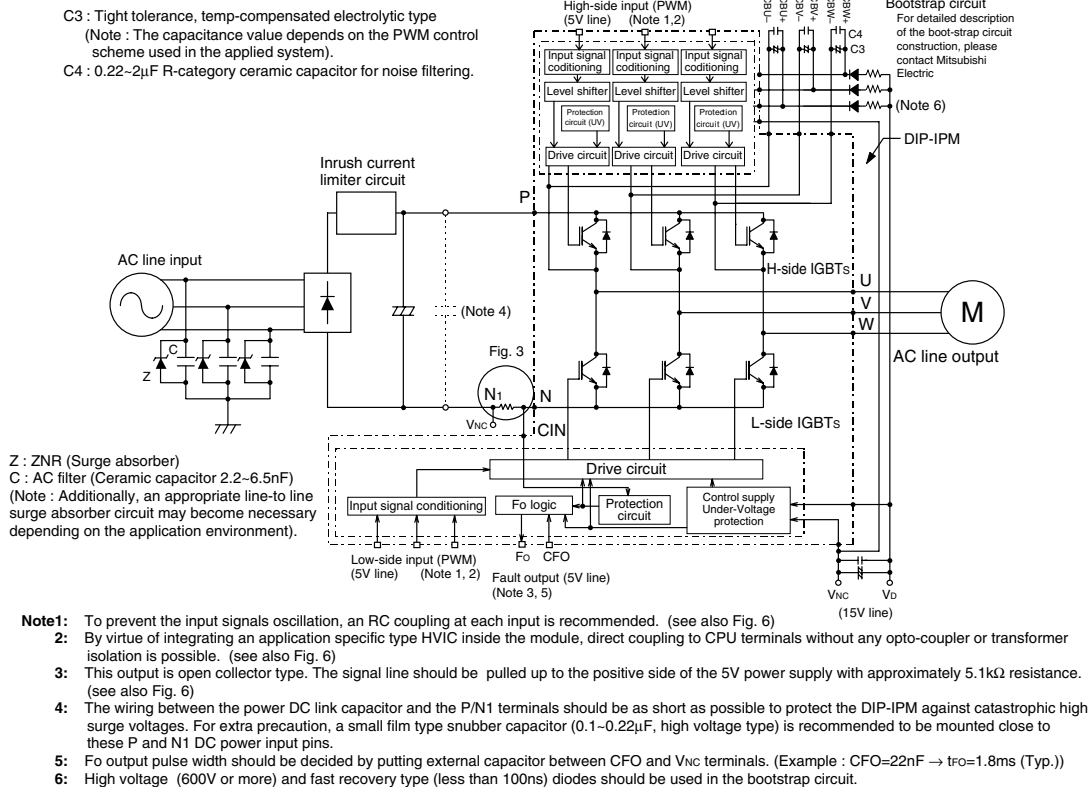 C3 : Tight tolerance, temp-compensated electrolytic type
(Note : The capacitance value depends on the PWM control
scheme used in the applied system).
C4 : 0.22~2μF R-category ceramic capacitor for noise filtering.
High-side input (PWM)
(5V line) (Note 1,2)
CBU–
CBU+
CBV–
CBV+
CBW–
CBW+
C4
C3
Bootstrap circuit
For detailed description
of the boot-strap circuit
construction, please
contact Mitsubishi
Electric
(Note 6)
DIP-IPM
Input signal coditioning
Input signal coditioning
Input signal coditioning
Level shifter
Level shifter
Level shifter
Protection circuit (UV)
Protection circuit (UV)
Protection circuit (UV)
Drive circuit
Drive circuit
Drive circuit
Inrush current
limiter circuit
P
AC line input
H-side IGBTS
U
V
W
M
AC line output
(Note 4)
C
Z
Fig. 3
N1
N
VNC
CIN
L-side IGBTS
Z : ZNR (Surge absorber)
C : AC filter (Ceramic capacitor 2.2~6.5nF)
(Note : Additionally, an appropriate line-to line
surge absorber circuit may become necessary
depending on the application environment).
Drive circuit
Input signal conditioning
Fo logic
Protection
circuit
Control supply
Under-Voltage
protection
Low-side input (PWM)
(5V line) (Note 1, 2)
FO CFO
Fault output (5V line)
(Note 3, 5)
VNC VD
(15V line)
Note1: To prevent the input signals oscillation, an RC coupling at each input is recommended. (see also Fig. 6)
2: By virtue of integrating an application specific type HVIC inside the module, direct coupling to CPU terminals without any opto-coupler or transformer
isolation is possible. (see also Fig. 6)
3: This output is open collector type. The signal line should be pulled up to the positive side of the 5V power supply with approximately 5.1kΩ resistance.
(see also Fig. 6)
4: The wiring between the power DC link capacitor and the P/N1 terminals should be as short as possible to protect the DIP-IPM against catastrophic high
surge voltages. For extra precaution, a small film type snubber capacitor (0.1~0.22μF, high voltage type) is recommended to be mounted close to
these P and N1 DC power input pins.
5: Fo output pulse width should be decided by putting external capacitor between CFO and VNC terminals. (Example : CFO=22nF → tFO=1.8ms (Typ.))
6: High voltage (600V or more) and fast recovery type (less than 100ns) diodes should be used in the bootstrap circuit.